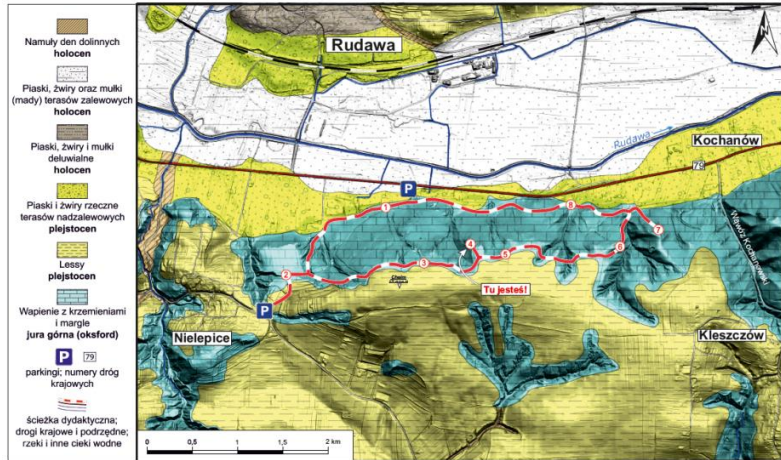 Namuły den dolinnych
holocen
Piaski, żwiry oraz mułki
(mady) terasów zalewowych
holocen
Piaski, żwiry i mułki
deluwialne
holocen
Piaski i żwiry rzeczne
terasów nadzalewowych
plejstocen
Lessy
plejstocen
Wapienie z krzemieniami
i margle
jura górna (oksford)
P 79
parkingi; numery dróg
krajowych
ścieżka dydaktyczna;
drogi krajowe i podrzędne;
rzeki i inne cieki wodne
Rudawa
N
Rudawa
Kochanów
79
P
1
8
7
6
5
4
3
2
Tu jesteś!
P
Nielepice
Kleszczów
Wąwóz Kochanowski
0 0,5 1 1,5 2 km